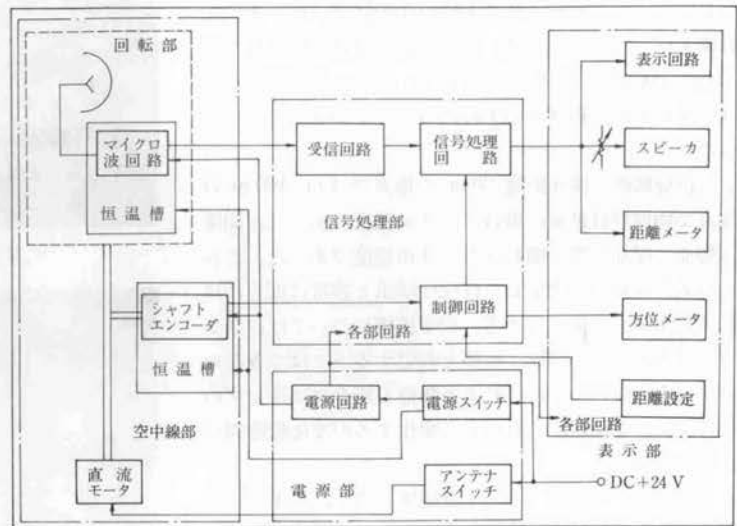 回転部
マイクロ
波回路
恒温槽
シャフト
エンコーダ
恒温槽
空中線部
直流
モータ
受信回路
信号処理
回路
信号処理部
制御回路
各部回路
電源回路
電源スイッチ
アンテナ
スイッチ
電源部
表示回路
スピーカ
距離メータ
方位メータ
距離設定
各部回路
表示部
DC+24 V